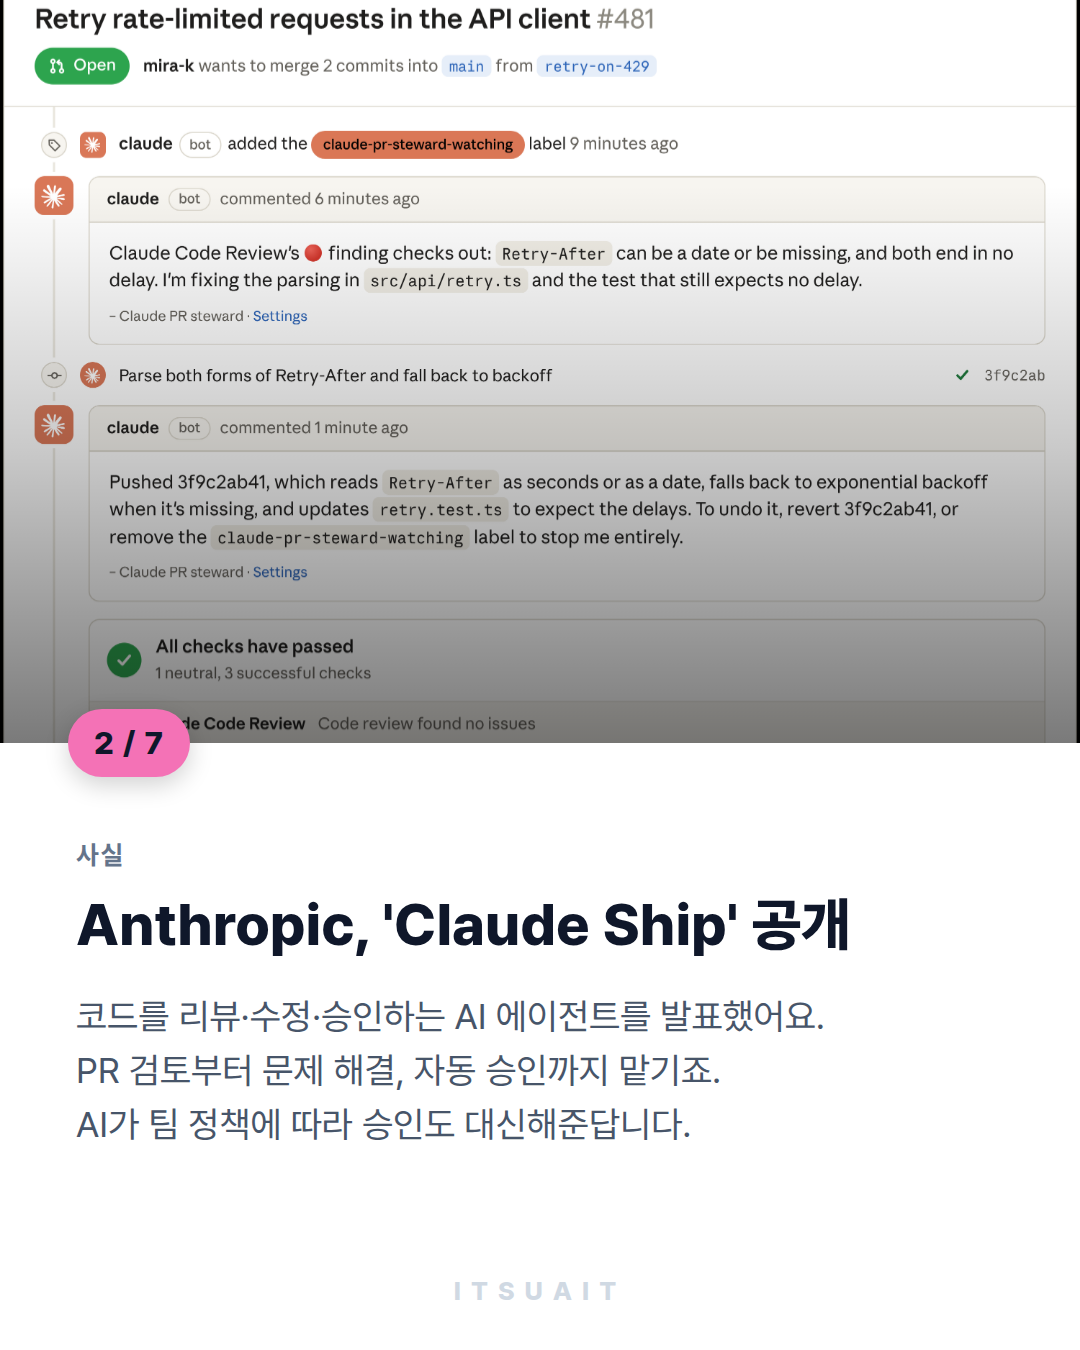 Retry rate-limited requests in the API client #481
Open mira-k wants to merge 2 commits into main from retry-on-429
claude bot added the claude-pr-steward-watching label 9 minutes ago
claude bot commented 6 minutes ago
Claude Code Review's 🔴 finding checks out: Retry-After can be a date or be missing, and both end in no
delay. I'm fixing the parsing in src/api/retry.ts and the test that still expects no delay.
– Claude PR steward · Settings
Parse both forms of Retry-After and fall back to backoff 3f9c2ab
claude bot commented 1 minute ago
Pushed 3f9c2ab41, which reads Retry-After as seconds or as a date, falls back to exponential backoff
when it's missing, and updates retry.test.ts to expect the delays. To undo it, revert 3f9c2ab41, or
remove the claude-pr-steward-watching label to stop me entirely.
– Claude PR steward · Settings
All checks have passed
1 neutral, 3 successful checks
de Code Review Code review found no issues
2 / 7
사실
Anthropic, 'Claude Ship' 공개
코드를 리뷰·수정·승인하는 AI 에이전트를 발표했어요.
PR 검토부터 문제 해결, 자동 승인까지 맡기죠.
AI가 팀 정책에 따라 승인도 대신해준답니다.
ITSUAIT